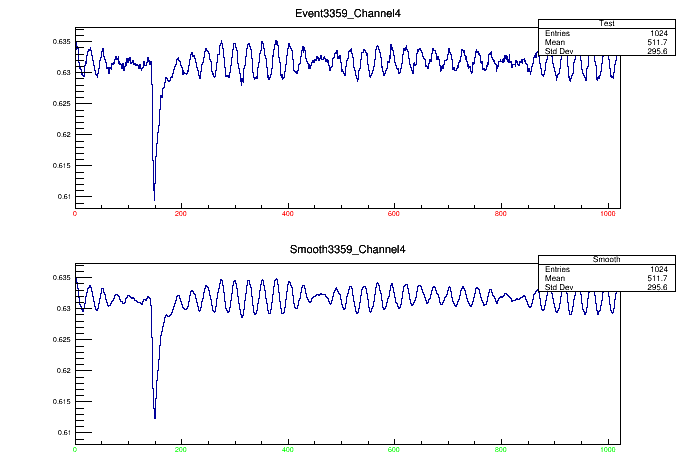 Event3359_Channel4
Test
Entries 1024
Mean 511.7
Std Dev 295.6
0.635
0.63
0.625
0.62
0.615
0.61
0 200 400 600 800 1000
Smooth3359_Channel4
Smooth
Entries 1024
Mean 511.7
Std Dev 295.6
0.635
0.63
0.625
0.62
0.615
0.61
0 200 400 600 800 1000